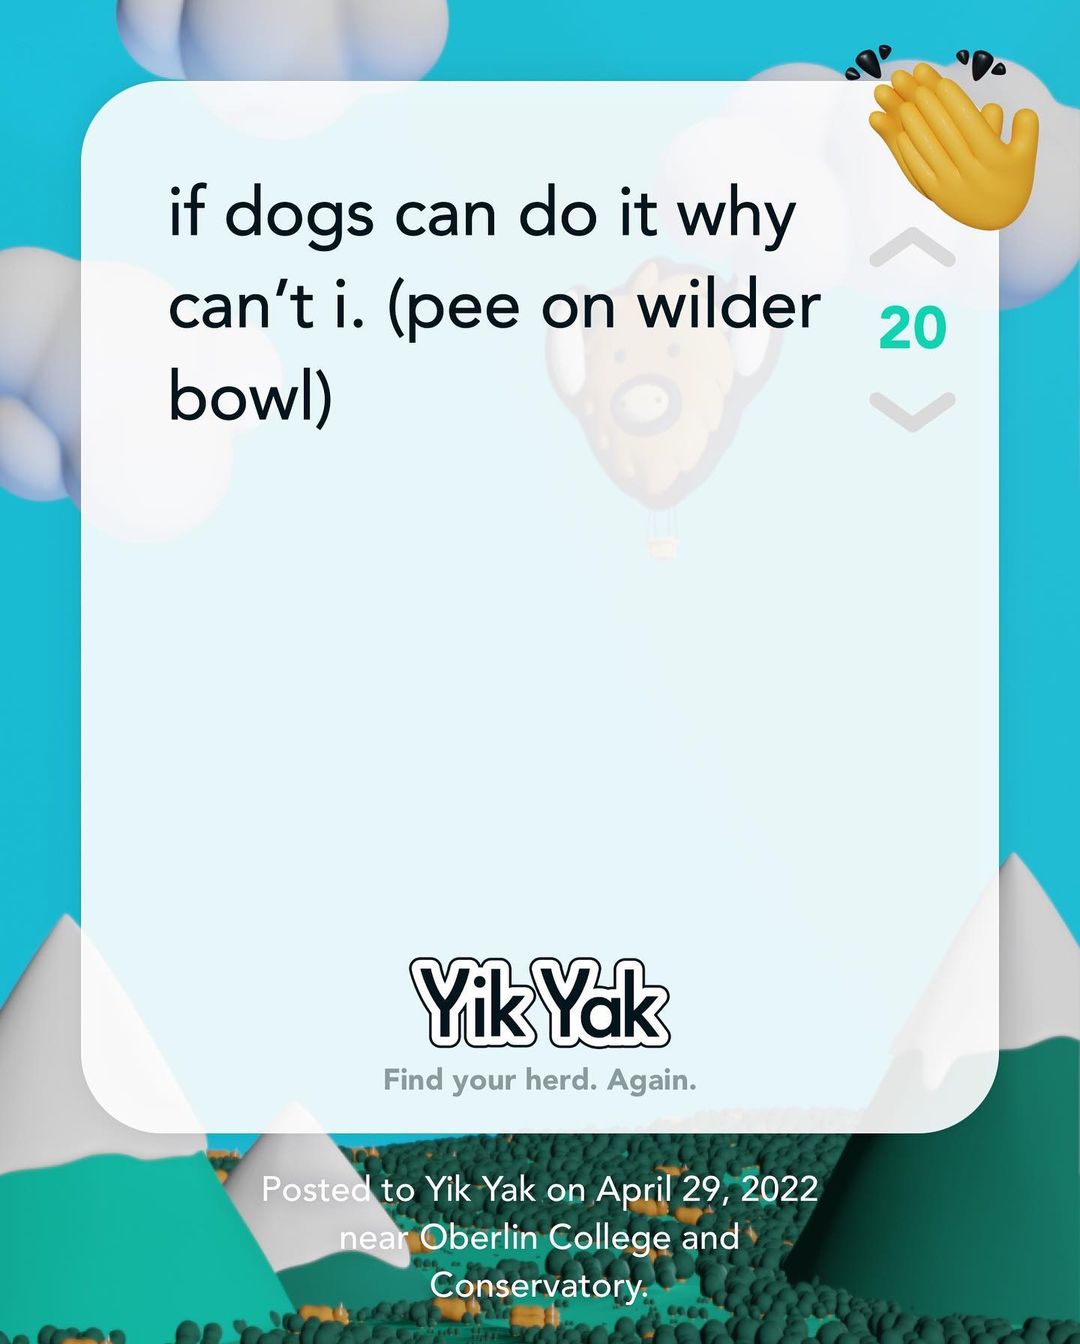 if dogs can do it why
can’t i. (pee on wilder
bowl)
20
Yik Yak
Find your herd. Again.
Posted to Yik Yak on April 29, 2022
near Oberlin College and
Conservatory.